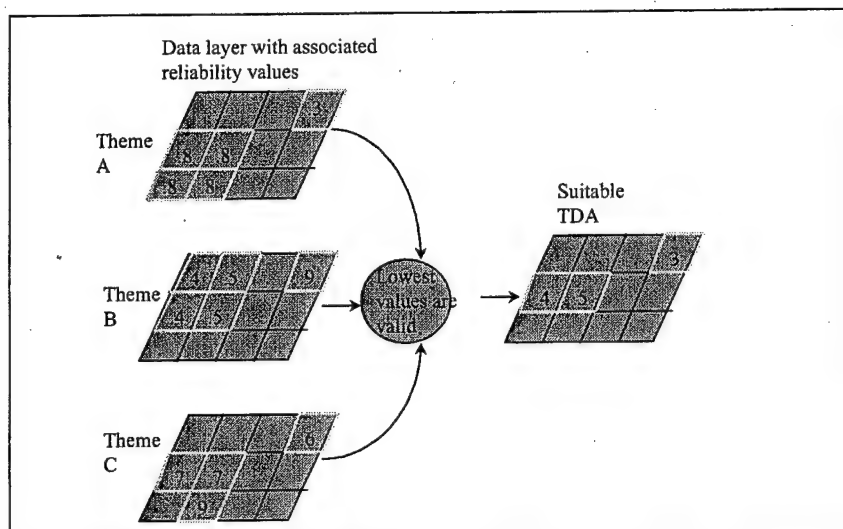 Data layer with associated
reliability values
3
Theme
A
8 8
8 8
Suitable
TDA
3
4 5
Theme
B
4 5 9
4 5
Lowest
values are
valid
Theme
C
6
7 7
9